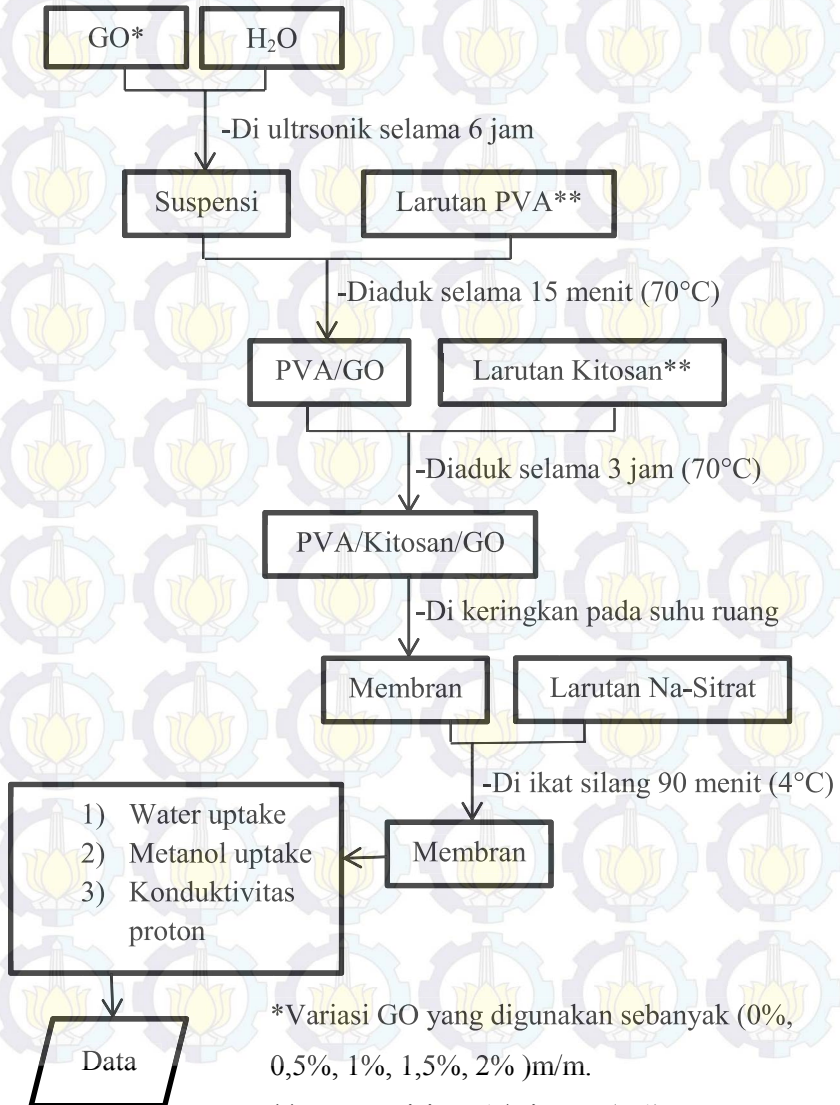 GO*
H₂O
-Di ultrsonik selama 6 jam
Suspensi
Larutan PVA**
-Diaduk selama 15 menit (70°C)
PVA/GO
Larutan Kitosan**
-Diaduk selama 3 jam (70°C)
PVA/Kitosan/GO
-Di keringkan pada suhu ruang
Membran
Larutan Na-Sitrat
-Di ikat silang 90 menit (4°C)
Membran
1) Water uptake
2) Metanol uptake
3) Konduktivitas
proton
Data
*Variasi GO yang digunakan sebanyak (0%,
0,5%, 1%, 1,5%, 2% )m/m.